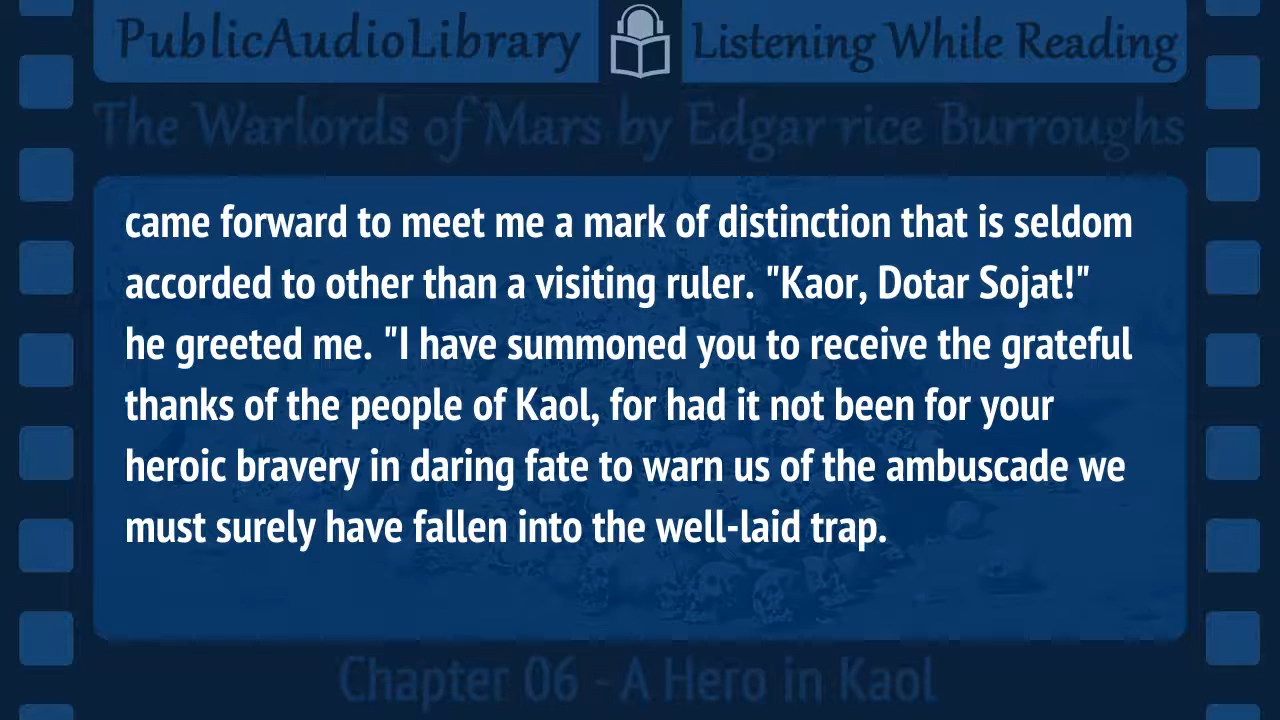 PublicAudioLibrary Listening While Reading
The Warlords of Mars by Edgar rice Burroughs
came forward to meet me a mark of distinction that is seldom
accorded to other than a visiting ruler. "Kaor, Dotar Sojat!"
he greeted me. "I have summoned you to receive the grateful
thanks of the people of Kaol, for had it not been for your
heroic bravery in daring fate to warn us of the ambuscade we
must surely have fallen into the well-laid trap.
Chapter 06 - A Hero in Kaol